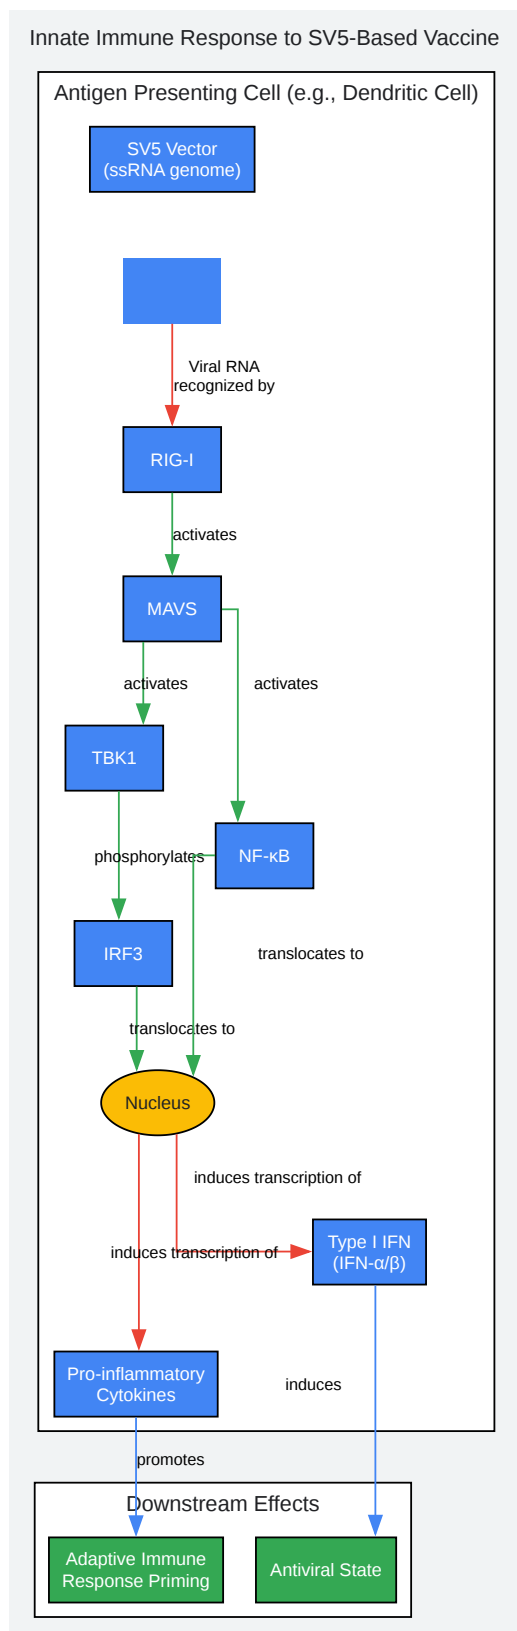 Innate Immune Response to SV5-Based Vaccine
Antigen Presenting Cell (e.g., Dendritic Cell)
SV5 Vector
(ssRNA genome)
Viral RNA
recognized by
RIG-I
activates
MAVS
activates
activates
TBK1
phosphorylates
NF-κB
IRF3
translocates to
translocates to
Nucleus
induces transcription of
Type I IFN
(IFN-α/β)
induces transcription of
Pro-inflammatory
Cytokines
induces
promotes
Downstream Effects
Adaptive Immune
Response Priming
Antiviral State